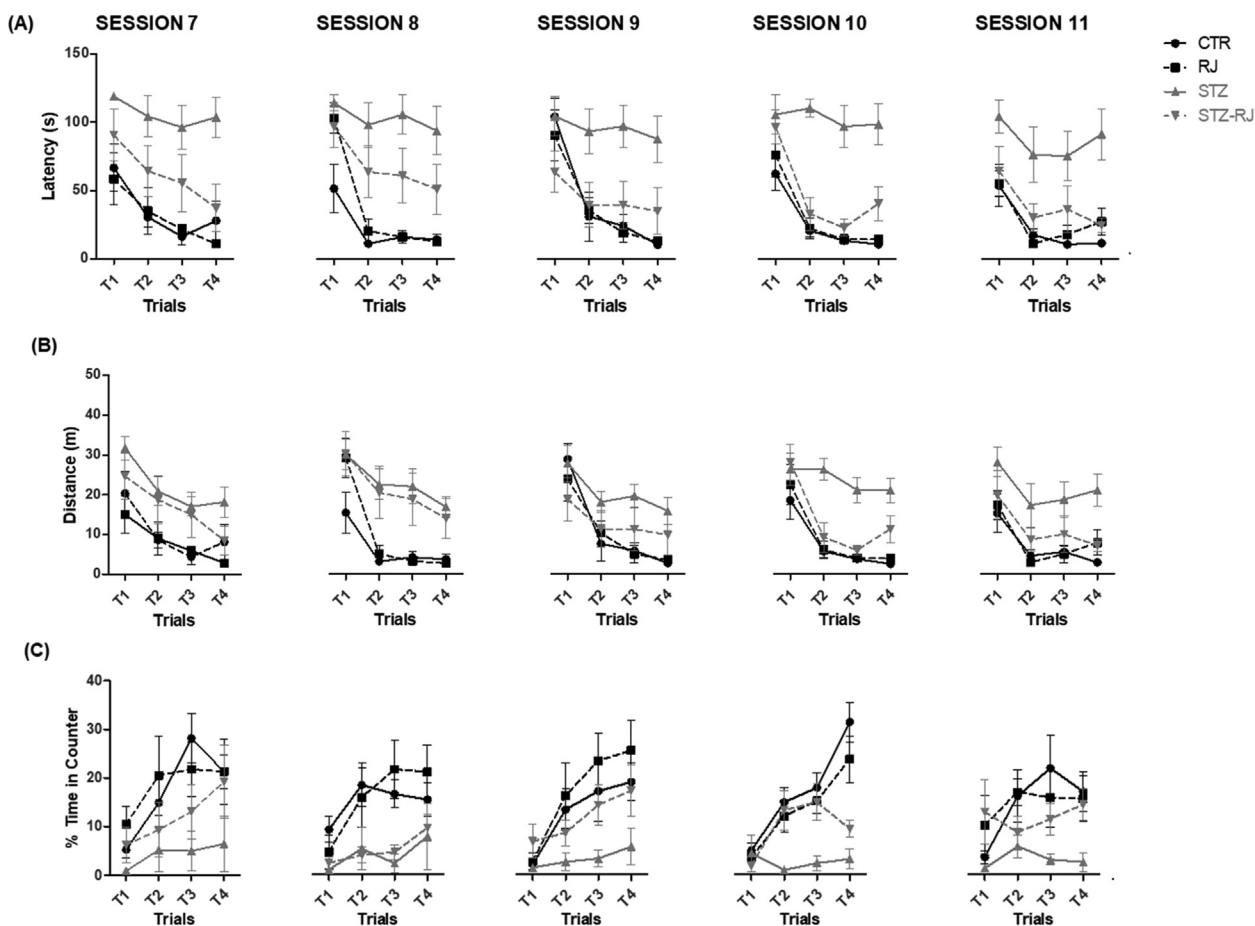 (A)
SESSION 7 SESSION 8 SESSION 9 SESSION 10 SESSION 11
CTR
RJ
STZ
STZ-RJ
Latency (s)
150
100
50
0
T1 T2 T3 T4 T1 T2 T3 T4 T1 T2 T3 T4 T1 T2 T3 T4 T1 T2 T3 T4
Trials Trials Trials Trials Trials
(B)
Distance (m)
50
40
30
20
10
0
T1 T2 T3 T4 T1 T2 T3 T4 T1 T2 T3 T4 T1 T2 T3 T4 T1 T2 T3 T4
Trials Trials Trials Trials Trials
(C)
% Time in Counter
40
30
20
10
0
T1 T2 T3 T4 T1 T2 T3 T4 T1 T2 T3 T4 T1 T2 T3 T4 T1 T2 T3 T4
Trials Trials Trials Trials Trials